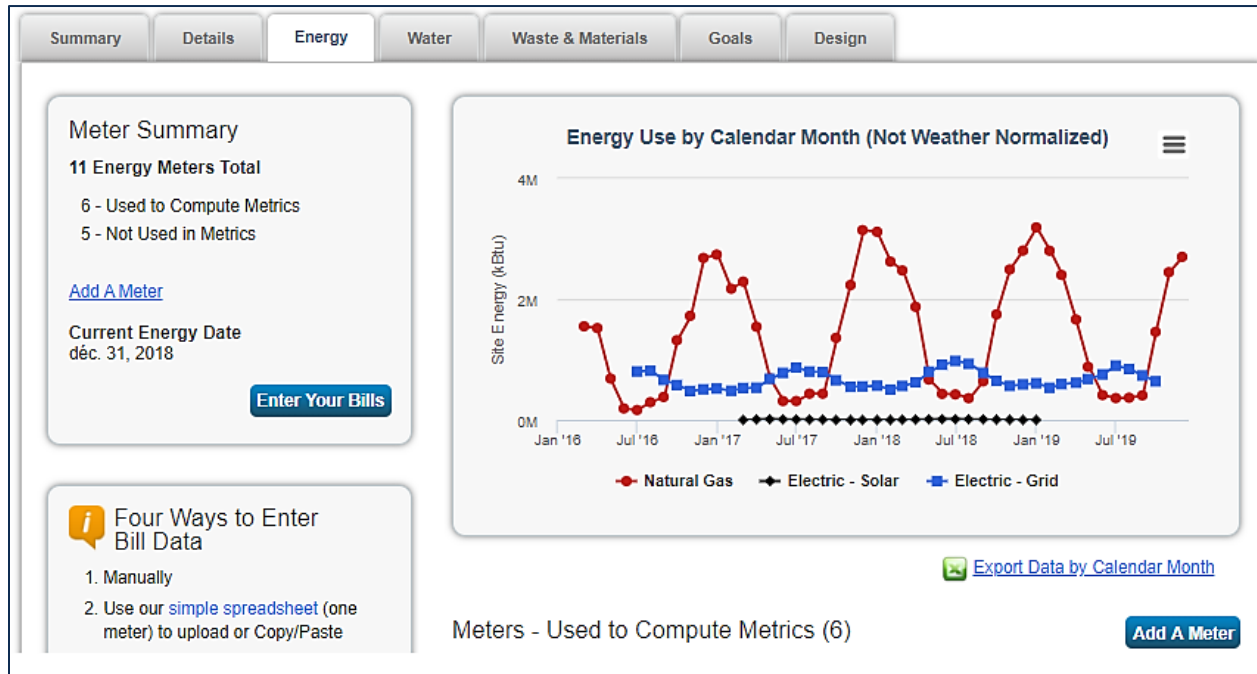 Summary
Details
Energy
Water
Waste & Materials
Goals
Design
Meter Summary
11 Energy Meters Total
6 - Used to Compute Metrics
5 - Not Used in Metrics
Add A Meter
Current Energy Date
déc. 31, 2018
Enter Your Bills
i
Four Ways to Enter
Bill Data
1. Manually
2. Use our simple spreadsheet (one
meter) to upload or Copy/Paste
Energy Use by Calendar Month (Not Weather Normalized)
Site Energy (kBtu)
4M
2M
0M
Jan '16
Jul '16
Jan '17
Jul '17
Jan '18
Jul '18
Jan '19
Jul '19
Natural Gas
Electric - Solar
Electric - Grid
Export Data by Calendar Month
Meters - Used to Compute Metrics (6)
Add A Meter